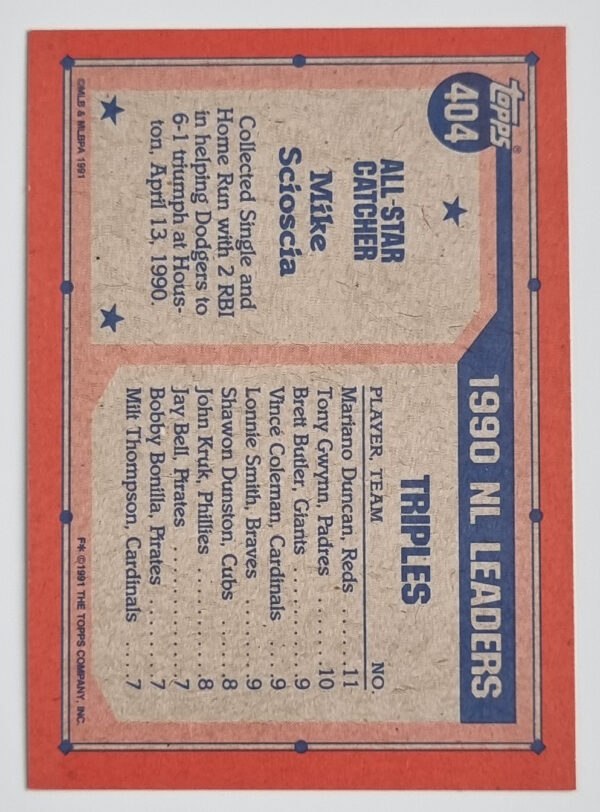 topps®
404
1990 NL LEADERS
ALL-STAR
CATCHER
Mike
Scioscia
Collected Single and
Home Run with 2 RBI
in helping Dodgers to
6-1 triumph at Hous-
ton, April 13, 1990.
TRIPLES
PLAYER, TEAM NO.
Mariano Duncan, Reds ......11
Tony Gwynn, Padres .......10
Brett Butler, Giants ........9
Vince Coleman, Cardinals ...9
Lonnie Smith, Braves .......9
Shawon Dunston, Cubs .....8
John Kruk, Phillies .........8
Jay Bell, Pirates ...........7
Bobby Bonilla, Pirates ......7
Milt Thompson, Cardinals ....7
©MLB & MLBPA 1991
F* ©1991 THE TOPPS COMPANY, INC.